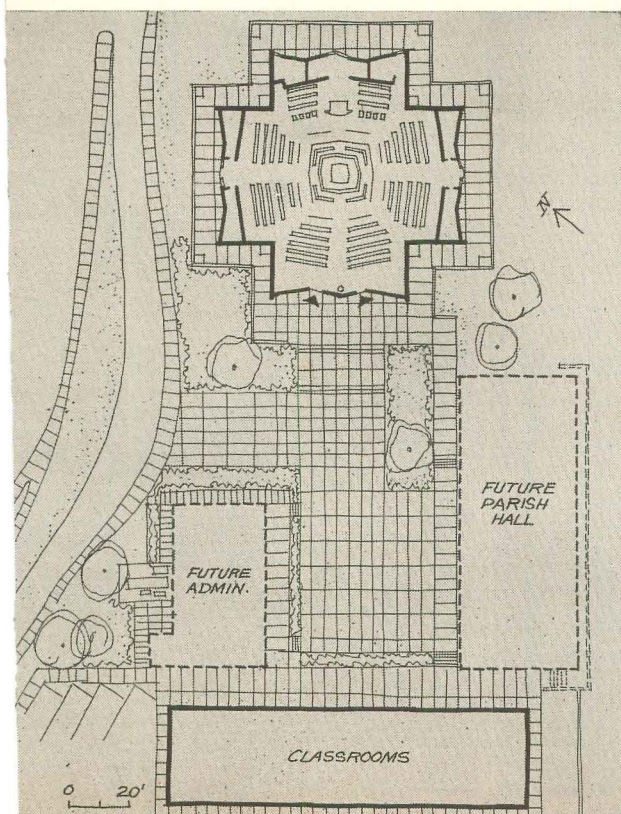 N
FUTURE
PARISH
HALL
FUTURE
ADMIN.
CLASSROOMS
0 20'